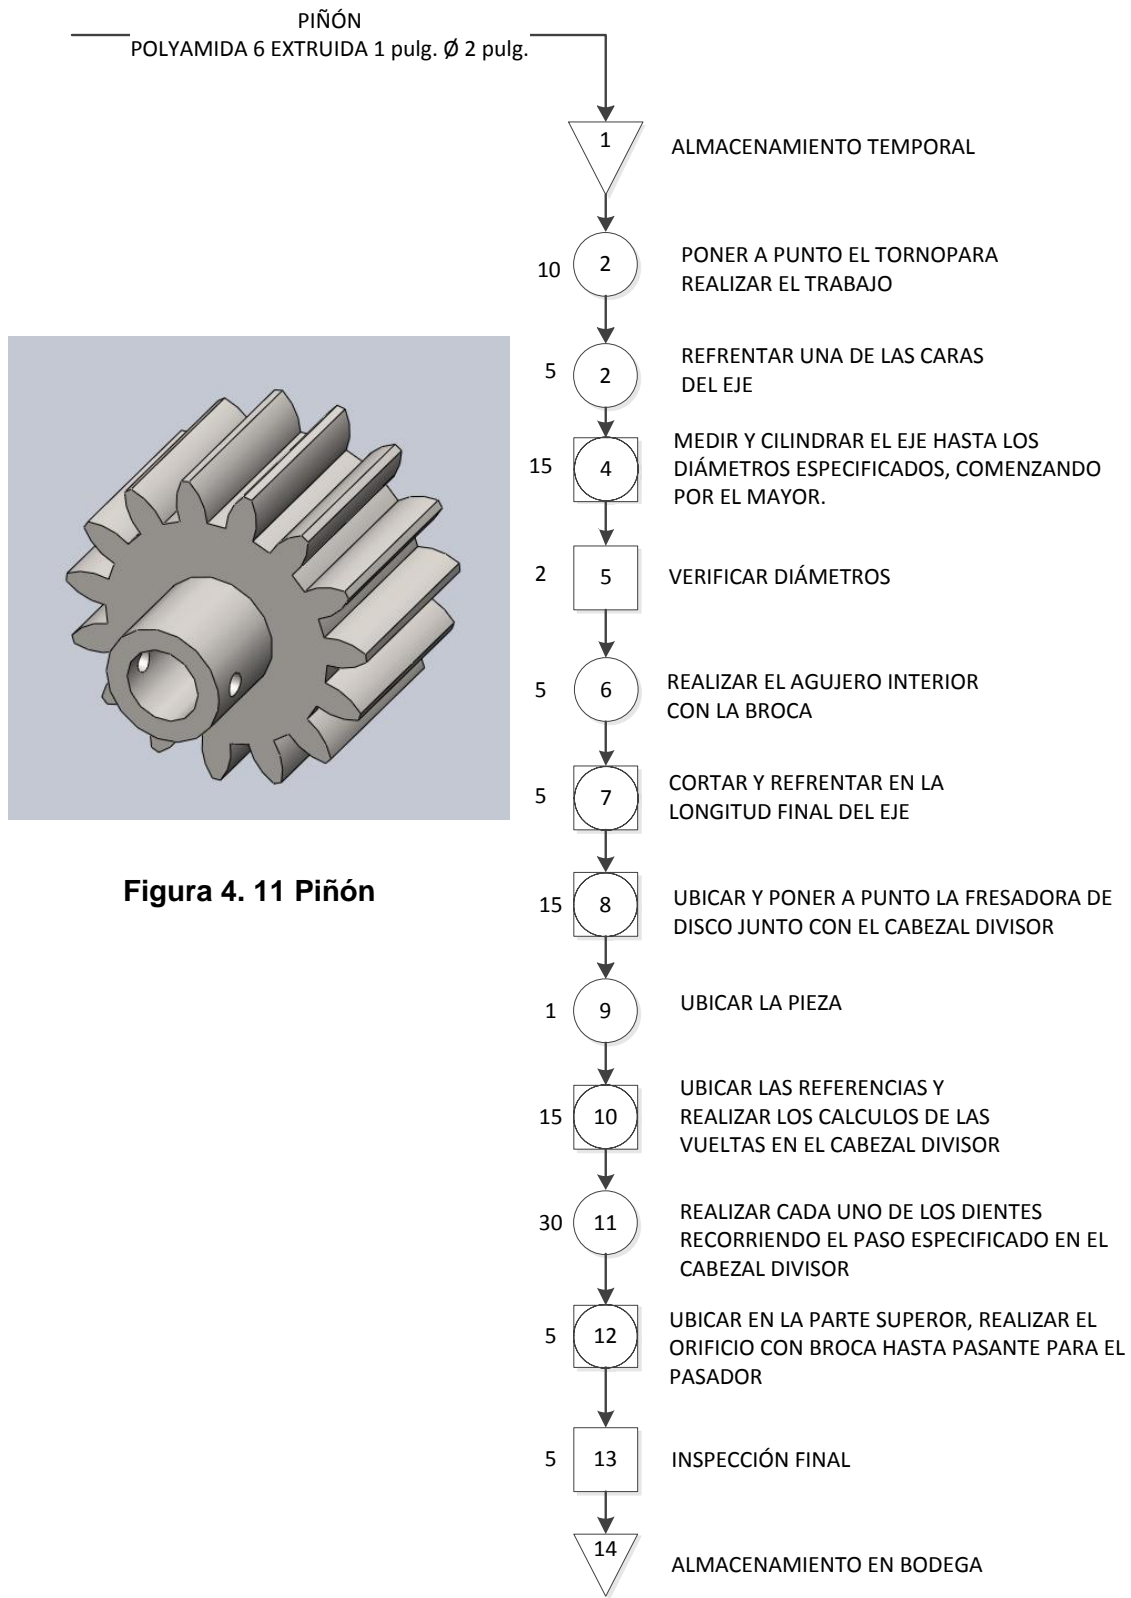 PIÑÓN
POLYAMIDA 6 EXTRUIDA 1 pulg. Ø 2 pulg.
1
ALMACENAMIENTO TEMPORAL
10
2
PONER A PUNTO EL TORNOPARA
REALIZAR EL TRABAJO
5
2
REFRENTAR UNA DE LAS CARAS
DEL EJE
15
4
MEDIR Y CILINDRAR EL EJE HASTA LOS
DIÁMETROS ESPECIFICADOS, COMENZANDO
POR EL MAYOR.
2
5
VERIFICAR DIÁMETROS
5
6
REALIZAR EL AGUJERO INTERIOR
CON LA BROCA
5
7
CORTAR Y REFRENTAR EN LA
LONGITUD FINAL DEL EJE
Figura 4. 11 Piñón
15
8
UBICAR Y PONER A PUNTO LA FRESADORA DE
DISCO JUNTO CON EL CABEZAL DIVISOR
1
9
UBICAR LA PIEZA
15
10
UBICAR LAS REFERENCIAS Y
REALIZAR LOS CALCULOS DE LAS
VUELTAS EN EL CABEZAL DIVISOR
30
11
REALIZAR CADA UNO DE LOS DIENTES
RECORRIENDO EL PASO ESPECIFICADO EN EL
CABEZAL DIVISOR
5
12
UBICAR EN LA PARTE SUPEROR, REALIZAR EL
ORIFICIO CON BROCA HASTA PASANTE PARA EL
PASADOR
5
13
INSPECCIÓN FINAL
14
ALMACENAMIENTO EN BODEGA